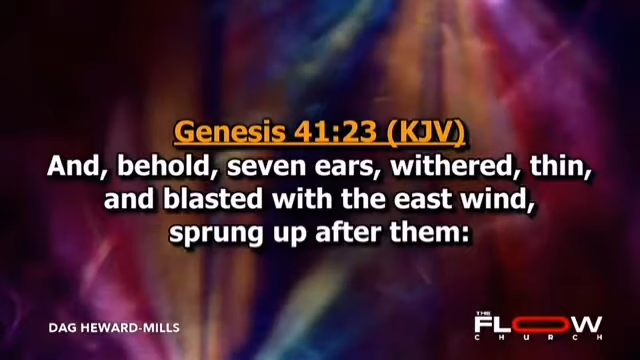 Genesis 41:23 (KJV)
And, behold, seven ears, withered, thin,
and blasted with the east wind,
sprung up after them:
DAG HEWARD-MILLS
THE
FLOW
CHURCH